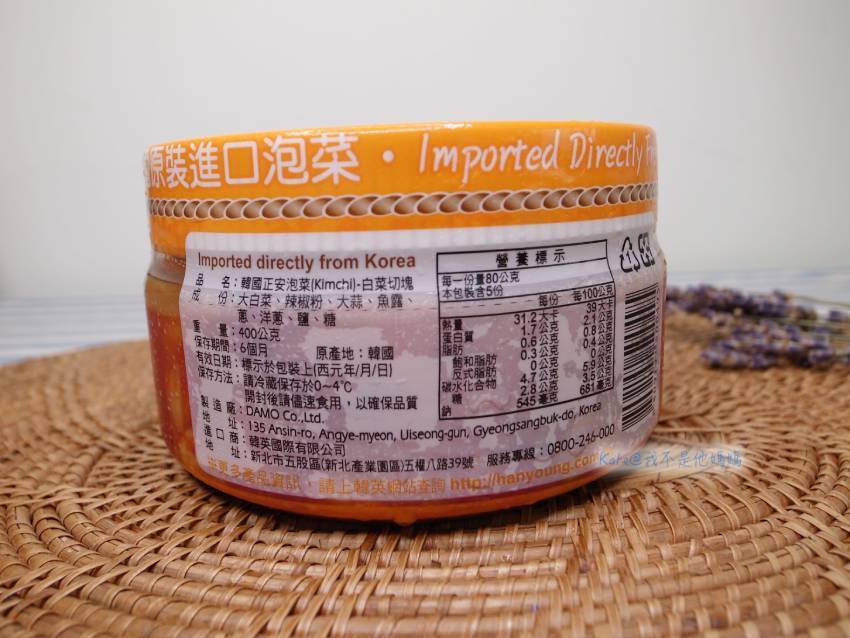 原裝進口泡菜・Imported Directly
Imported directly from Korea
品　名：韓國正安泡菜(Kimchi)-白菜切塊
成　份：大白菜、辣椒粉、大蒜、魚露、
蔥、洋蔥、鹽、糖
重　量：400公克
保存期間：6個月　原產地：韓國
有效日期：標示於包裝上(西元年/月/日)
保存方法：請冷藏保存於0~4℃
開封後請儘速食用，以確保品質
製造廠：DAMO Co.,Ltd.
地　址：135 Ansin-ro, Angye-myeon, Uiseong-gun, Gyeongsangbuk-do, Korea
進口商：韓英國際有限公司
地　址：新北市五股區(新北產業園區)五權八路39號　服務專線：0800-246-000
更多產品資訊，請上韓英網站查詢 http://hanyoung.com
營養標示
每一份量80公克
本包裝含5份
每份　每100公克
熱量　31.2大卡　39大卡
蛋白質　1.7公克　2.1公克
脂肪　0.6公克　0.8公克
飽和脂肪　0.3公克　0.4公克
反式脂肪　0公克　0公克
碳水化合物　4.7公克　5.9公克
糖　2.8公克　3.5公克
鈉　545毫克　681毫克
Kara@我不是他媽媽